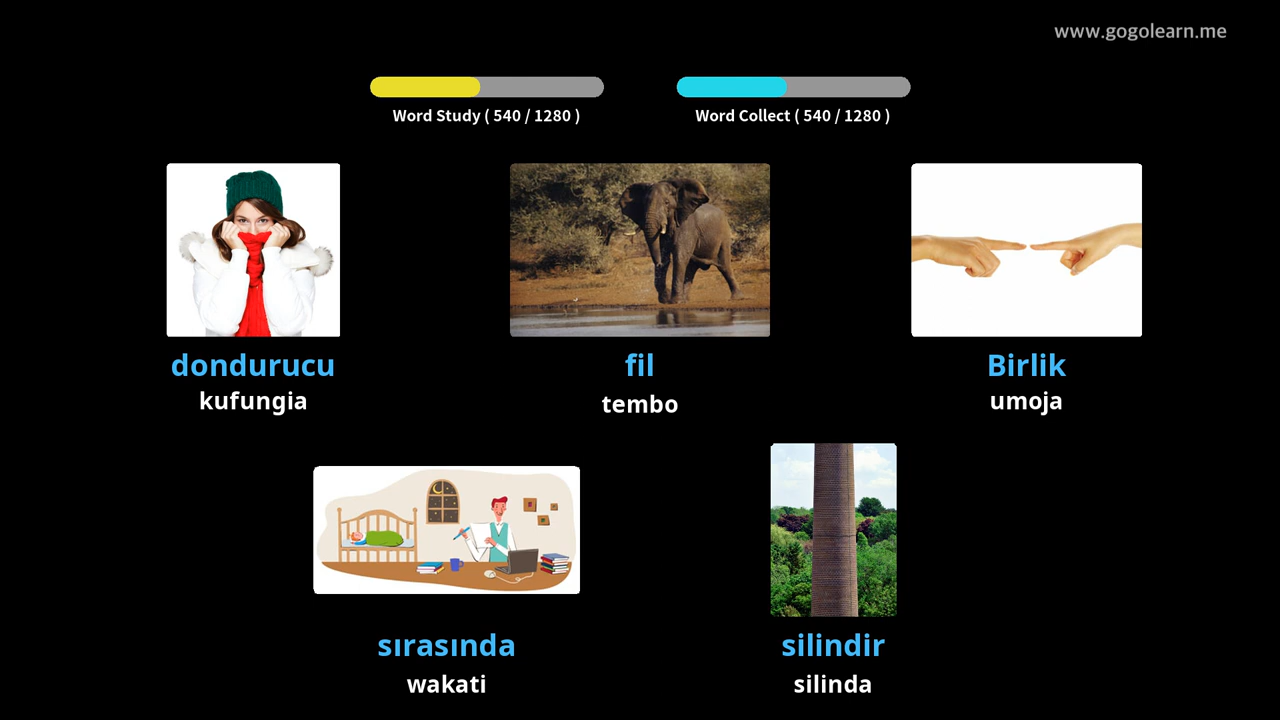 www.gogolearn.me
Word Study ( 540 / 1280 )
Word Collect ( 540 / 1280 )
dondurucu
kufungia
fil
tembo
Birlik
umoja
sırasında
wakati
silindir
silinda